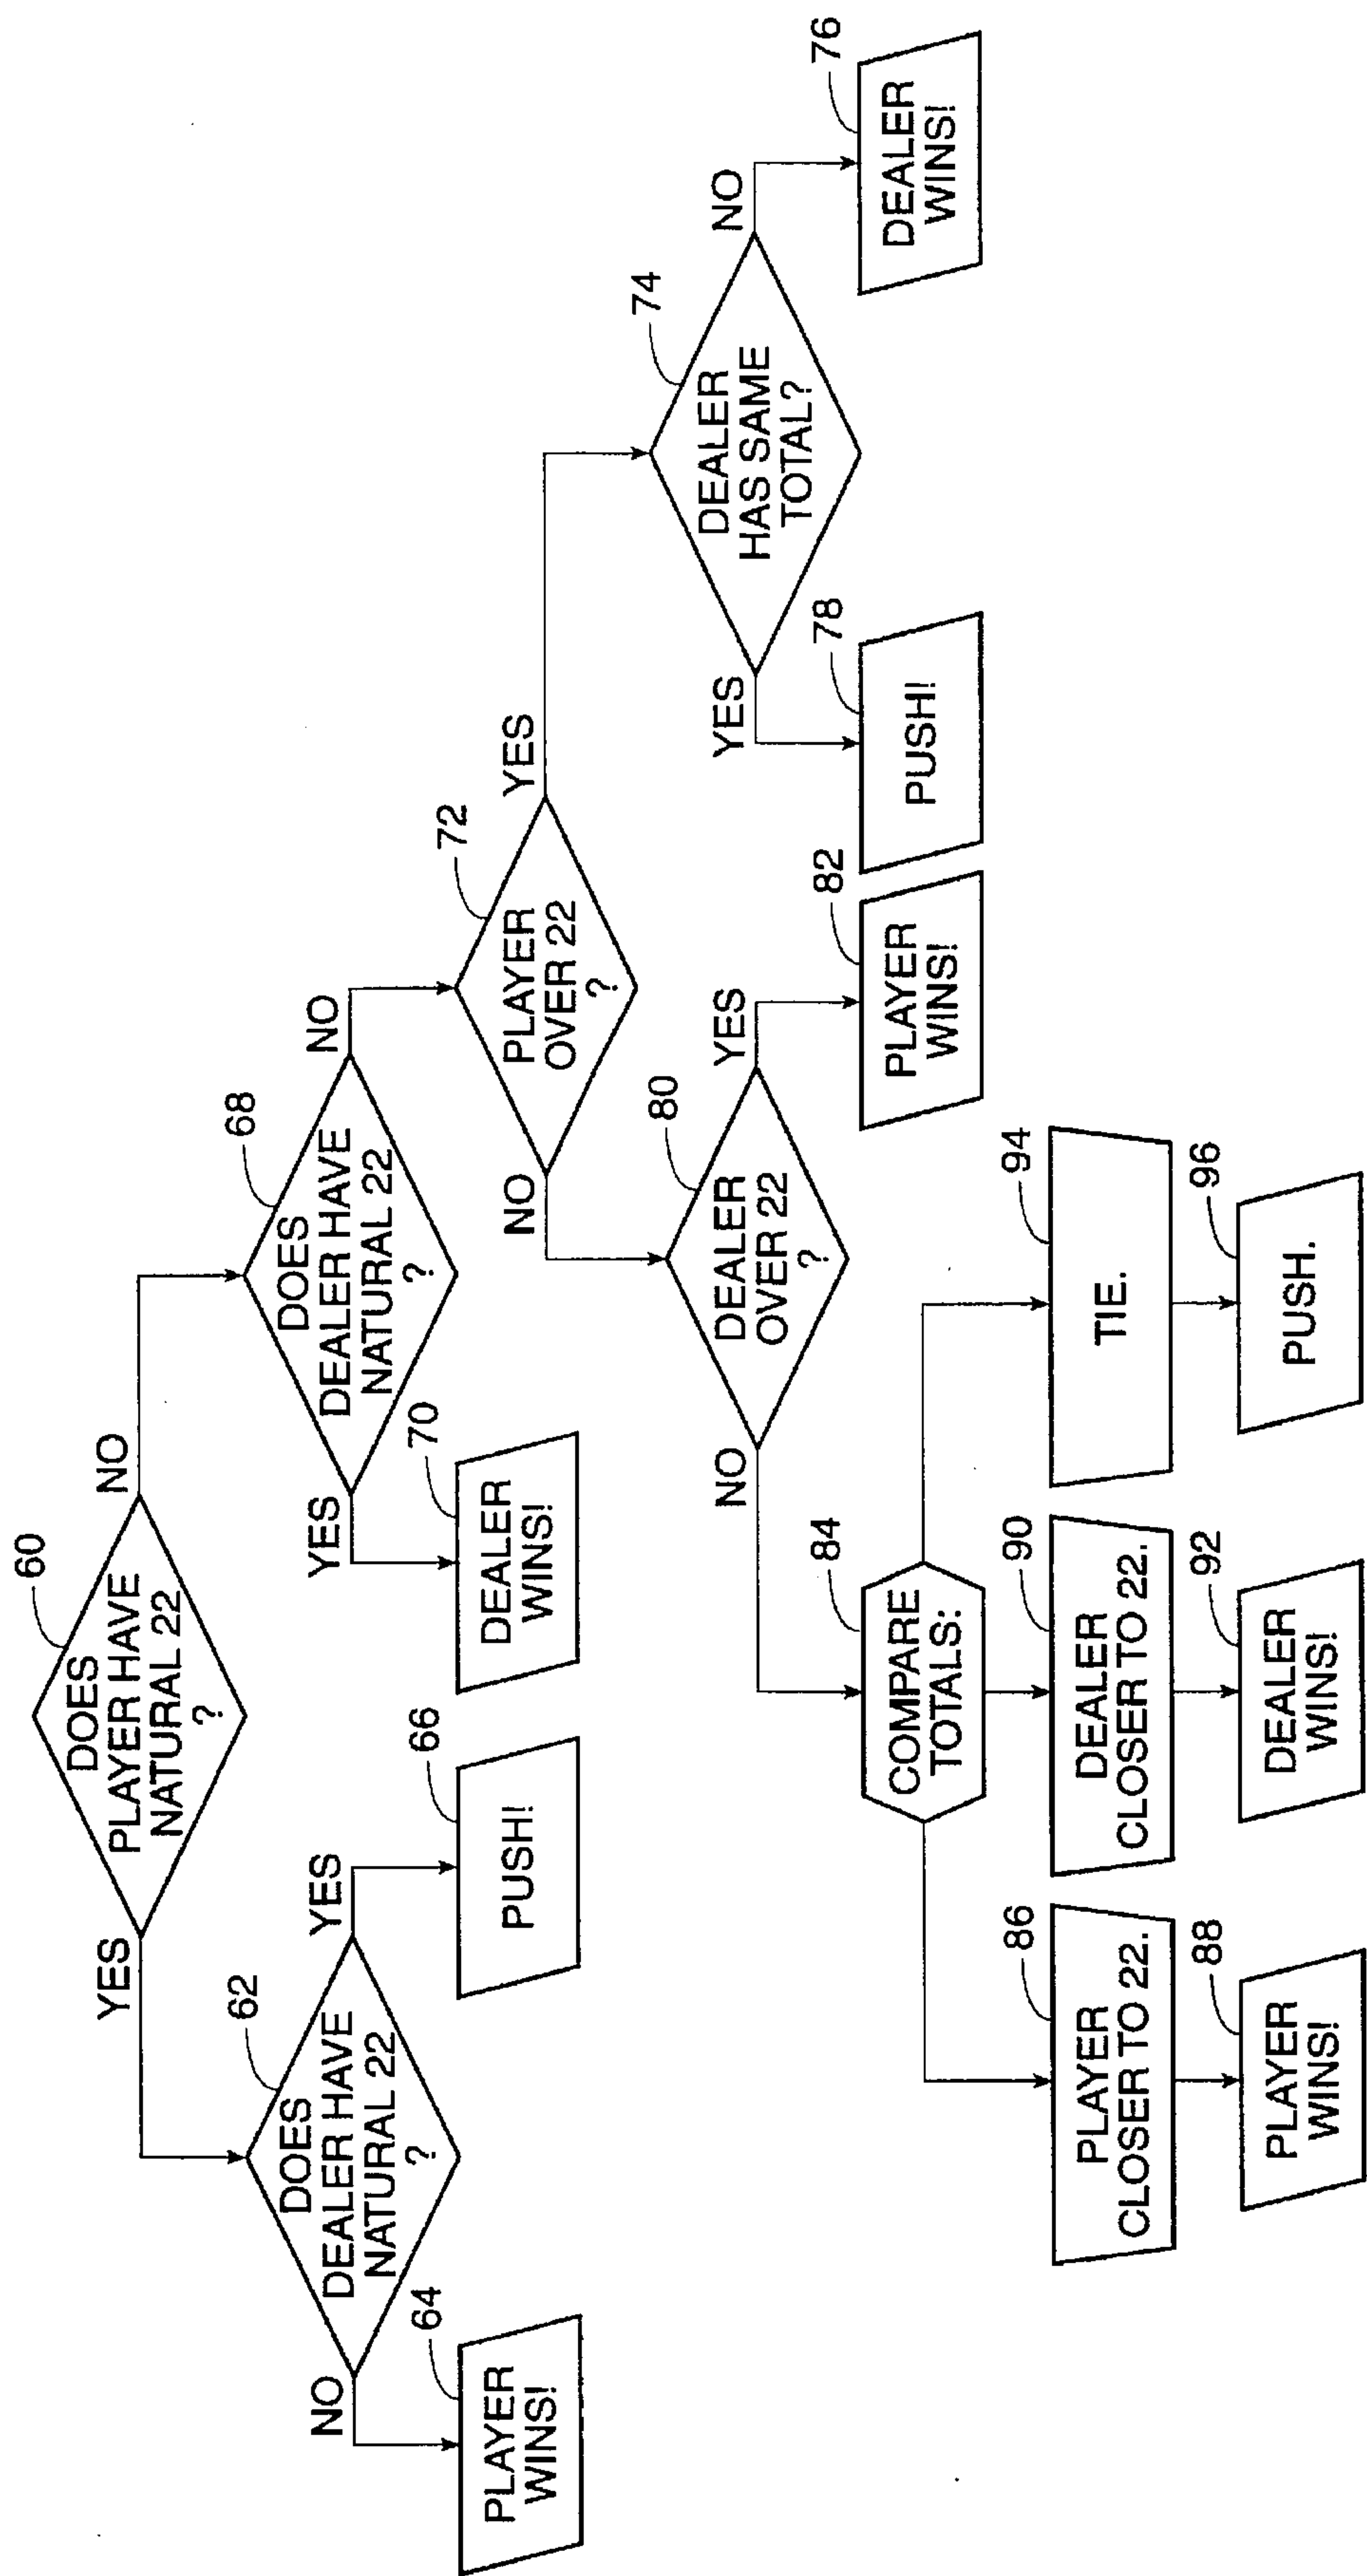 60
DOES
PLAYER HAVE
NATURAL 22
?
YES
NO
62
DOES
DEALER HAVE
NATURAL 22
?
NO
YES
64
PLAYER
WINS!
66
PUSH!
68
DOES
DEALER HAVE
NATURAL 22
?
YES
NO
70
DEALER
WINS!
72
PLAYER
OVER 22
?
NO
YES
74
DEALER
HAS SAME
TOTAL?
YES
NO
78
PUSH!
76
DEALER
WINS!
80
DEALER
OVER 22
?
NO
YES
82
PLAYER
WINS!
84
COMPARE
TOTALS:
86
PLAYER
CLOSER TO 22.
88
PLAYER
WINS!
90
DEALER
CLOSER TO 22.
92
DEALER
WINS!
94
TIE.
96
PUSH.